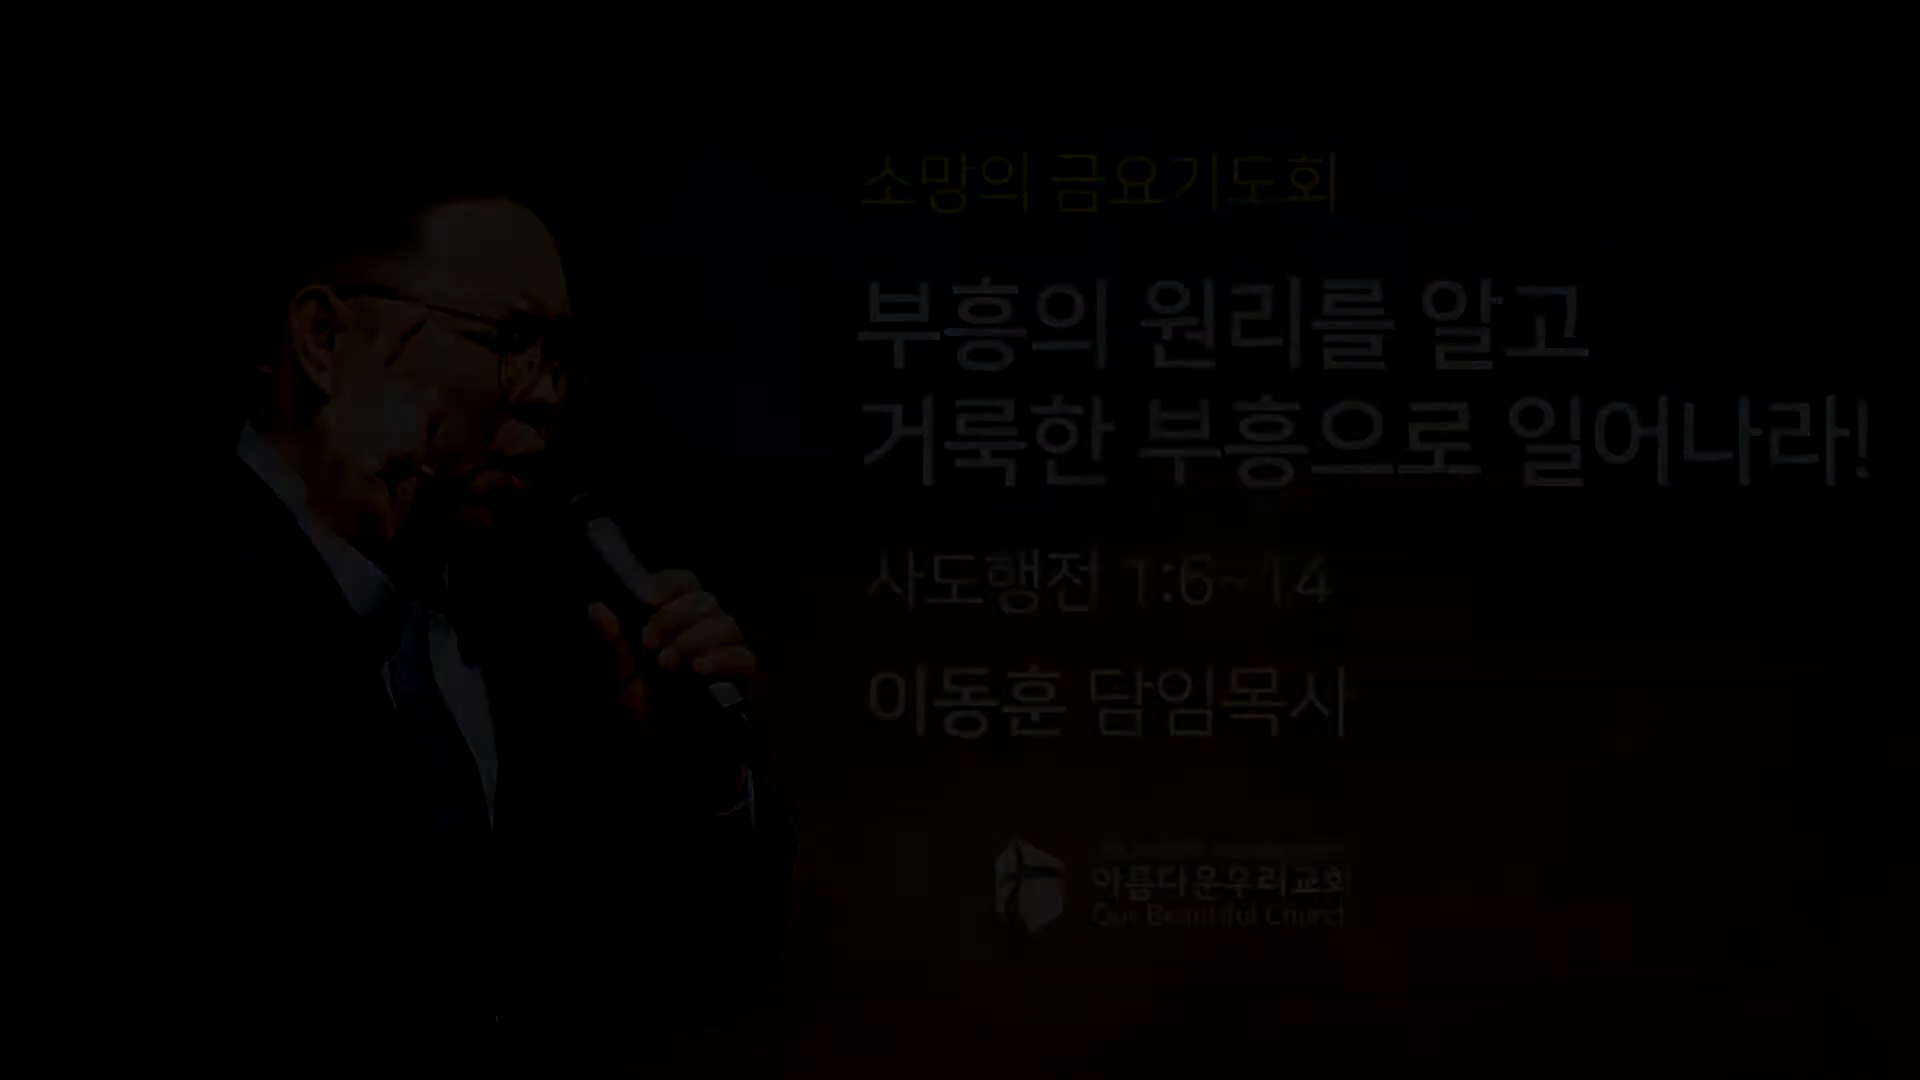 소망의 금요기도회
부흥의 원리를 알고
거룩한 부흥으로 일어나라!
사도행전 1:6~14
이동훈 담임목사
아름다운우리교회
Our Beautiful Church